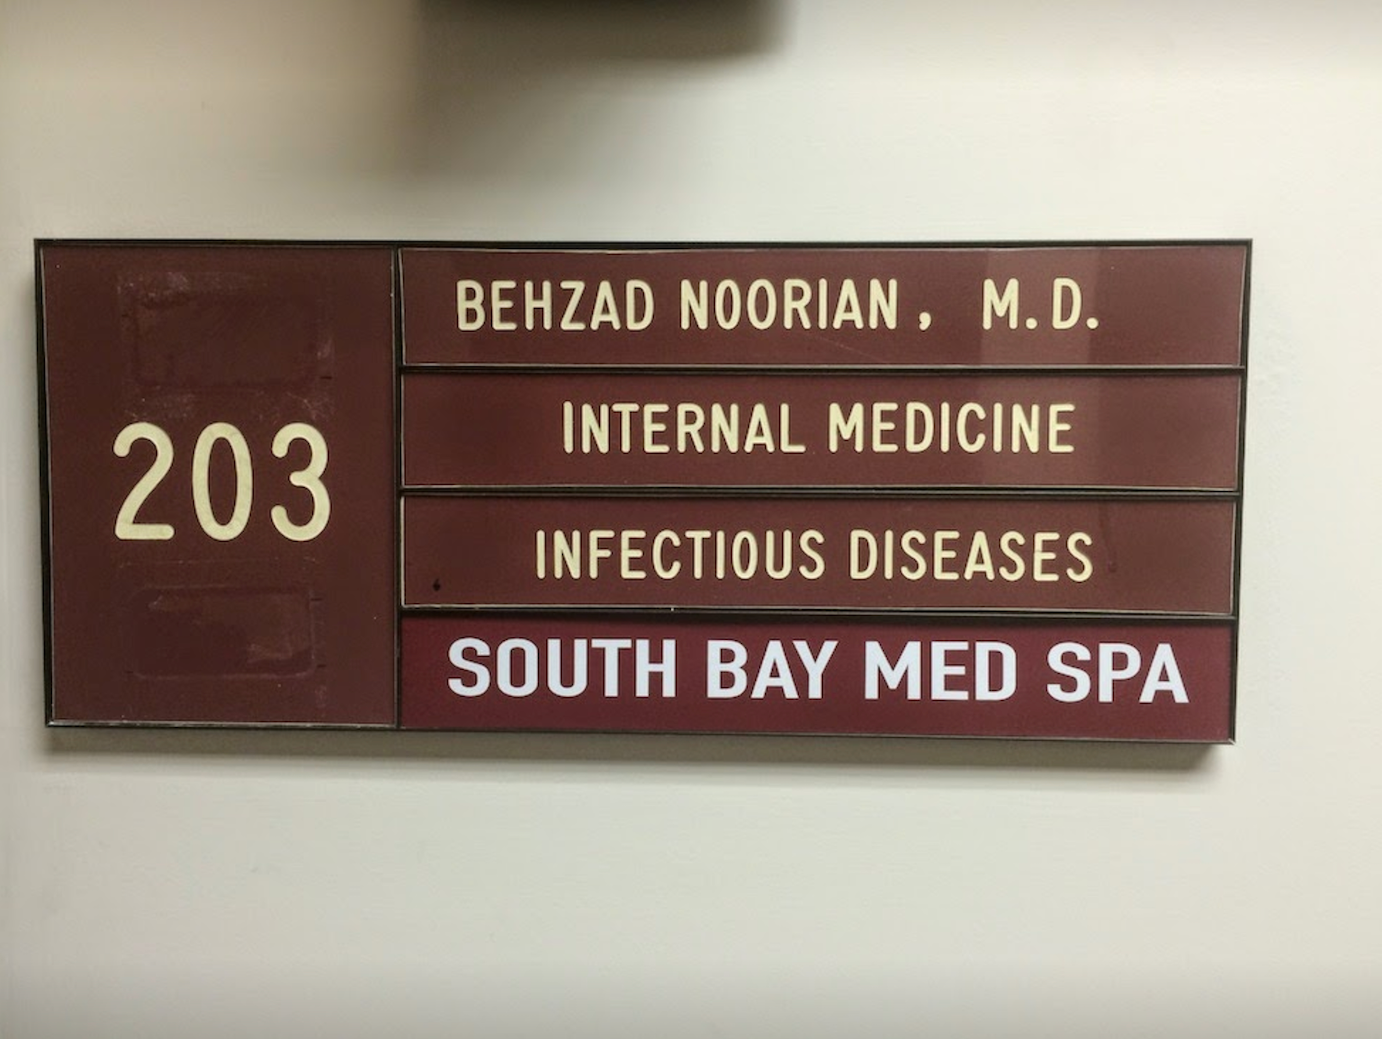 203
BEHZAD NOORIAN, M.D.
INTERNAL MEDICINE
INFECTIOUS DISEASES
SOUTH BAY MED SPA